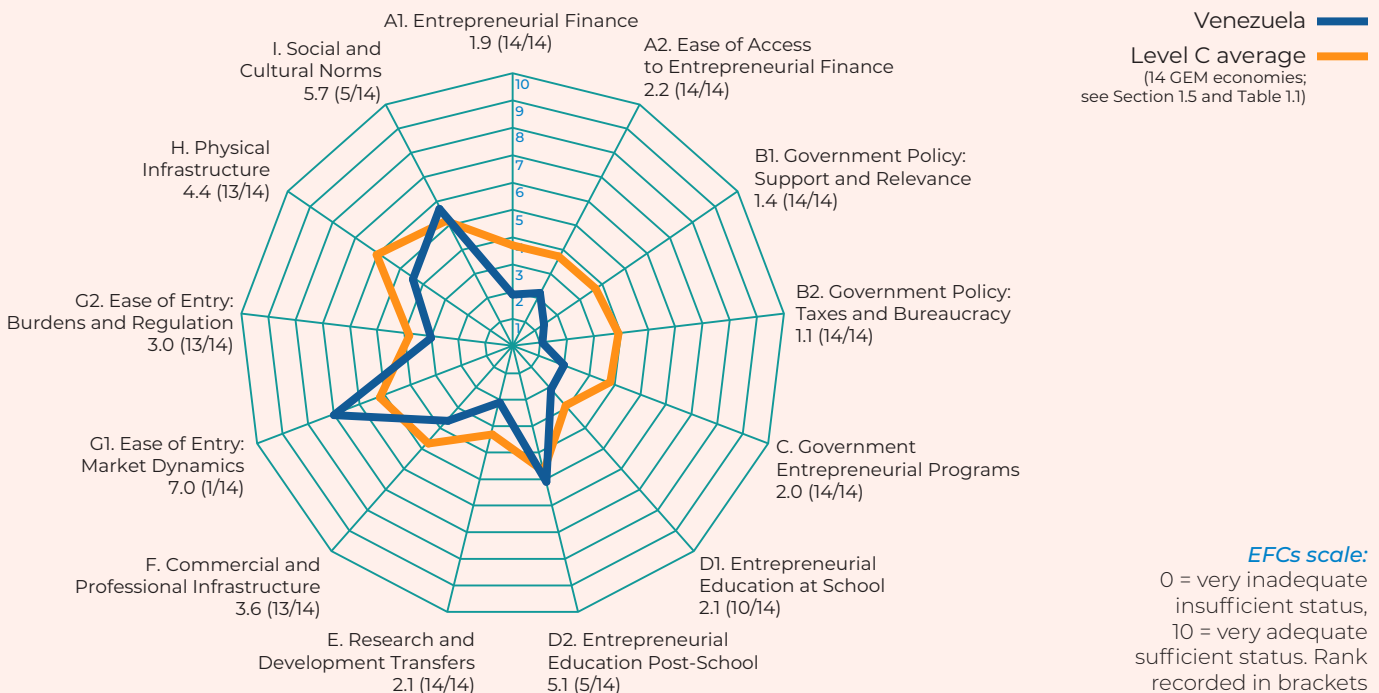 A1. Entrepreneurial Finance
1.9 (14/14)
A2. Ease of Access
to Entrepreneurial Finance
2.2 (14/14)
B1. Government Policy:
Support and Relevance
1.4 (14/14)
B2. Government Policy:
Taxes and Bureaucracy
1.1 (14/14)
C. Government
Entrepreneurial Programs
2.0 (14/14)
D1. Entrepreneurial
Education at School
2.1 (10/14)
D2. Entrepreneurial
Education Post-School
5.1 (5/14)
E. Research and
Development Transfers
2.1 (14/14)
F. Commercial and
Professional Infrastructure
3.6 (13/14)
G1. Ease of Entry:
Market Dynamics
7.0 (1/14)
G2. Ease of Entry:
Burdens and Regulation
3.0 (13/14)
H. Physical
Infrastructure
4.4 (13/14)
I. Social and
Cultural Norms
5.7 (5/14)
10
9
8
7
6
5
3
2
1
Venezuela
Level C average
(14 GEM economies;
see Section 1.5 and Table 1.1)
EFCs scale:
0 = very inadequate
insufficient status,
10 = very adequate
sufficient status. Rank
recorded in brackets